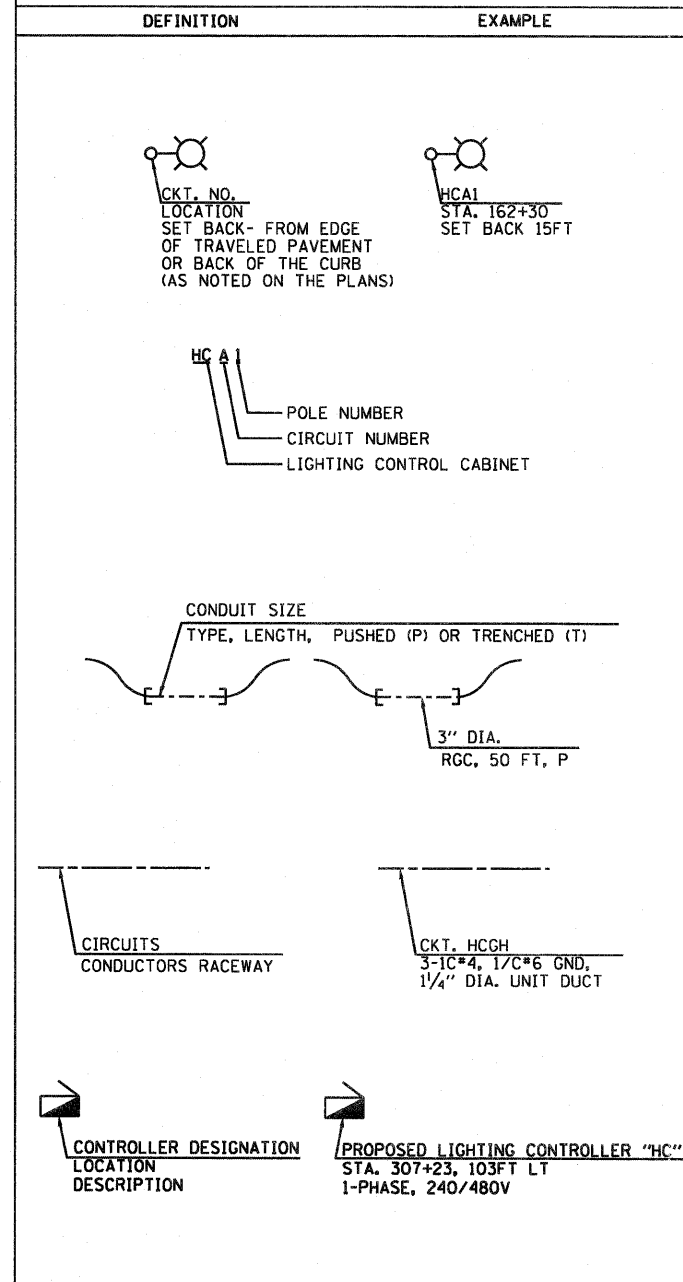 DEFINITION EXAMPLE
CKT. NO.
LOCATION
SET BACK- FROM EDGE
OF TRAVELED PAVEMENT
OR BACK OF THE CURB
(AS NOTED ON THE PLANS)
HCA1
STA. 162+30
SET BACK 15FT
HC A 1
POLE NUMBER
CIRCUIT NUMBER
LIGHTING CONTROL CABINET
CONDUIT SIZE
TYPE, LENGTH, PUSHED (P) OR TRENCHED (T)
3" DIA.
RGC, 50 FT, P
CIRCUITS
CONDUCTORS RACEWAY
CKT. HCGH
3-1C#4, 1/C#6 GND,
1 1/4" DIA. UNIT DUCT
CONTROLLER DESIGNATION
LOCATION
DESCRIPTION
PROPOSED LIGHTING CONTROLLER "HC"
STA. 307+23, 103FT LT
1-PHASE, 240/480V